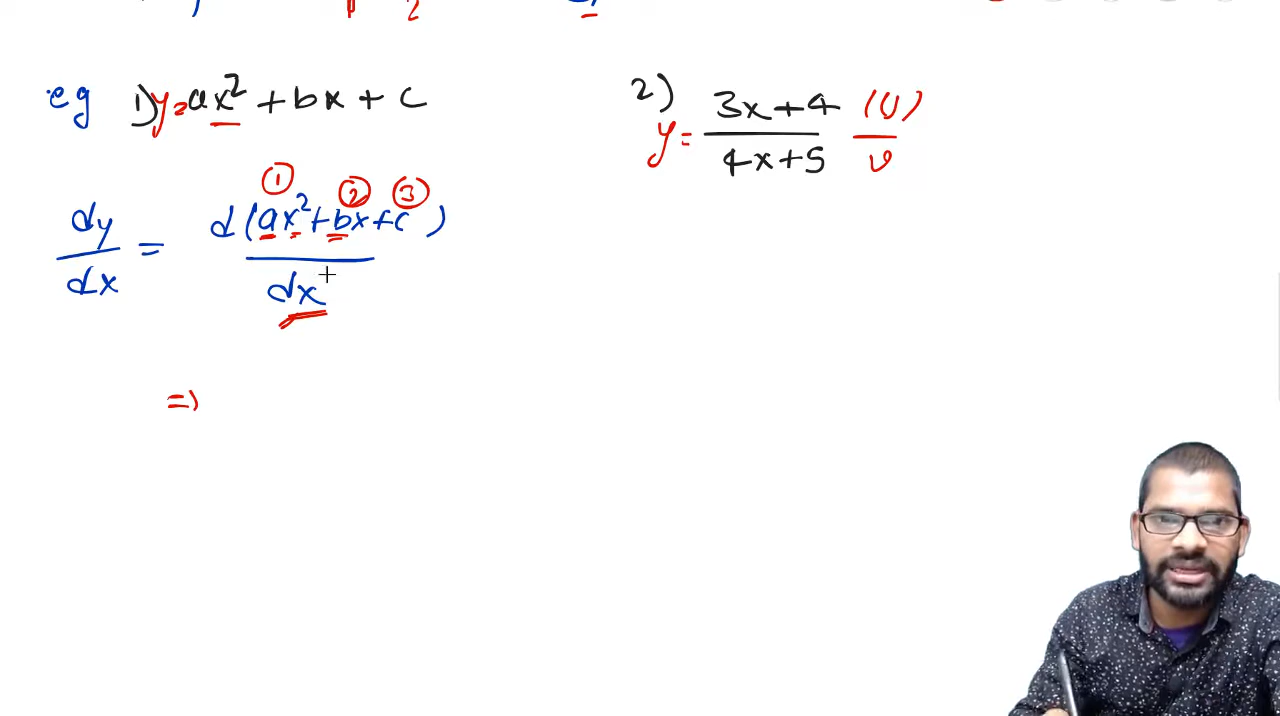 eg 1) y=ax²+bx+c
① ② ③
dy/dx = d(ax²+bx+c)/dx
=>
2) y= 3x+4/4x+5 (U)/v